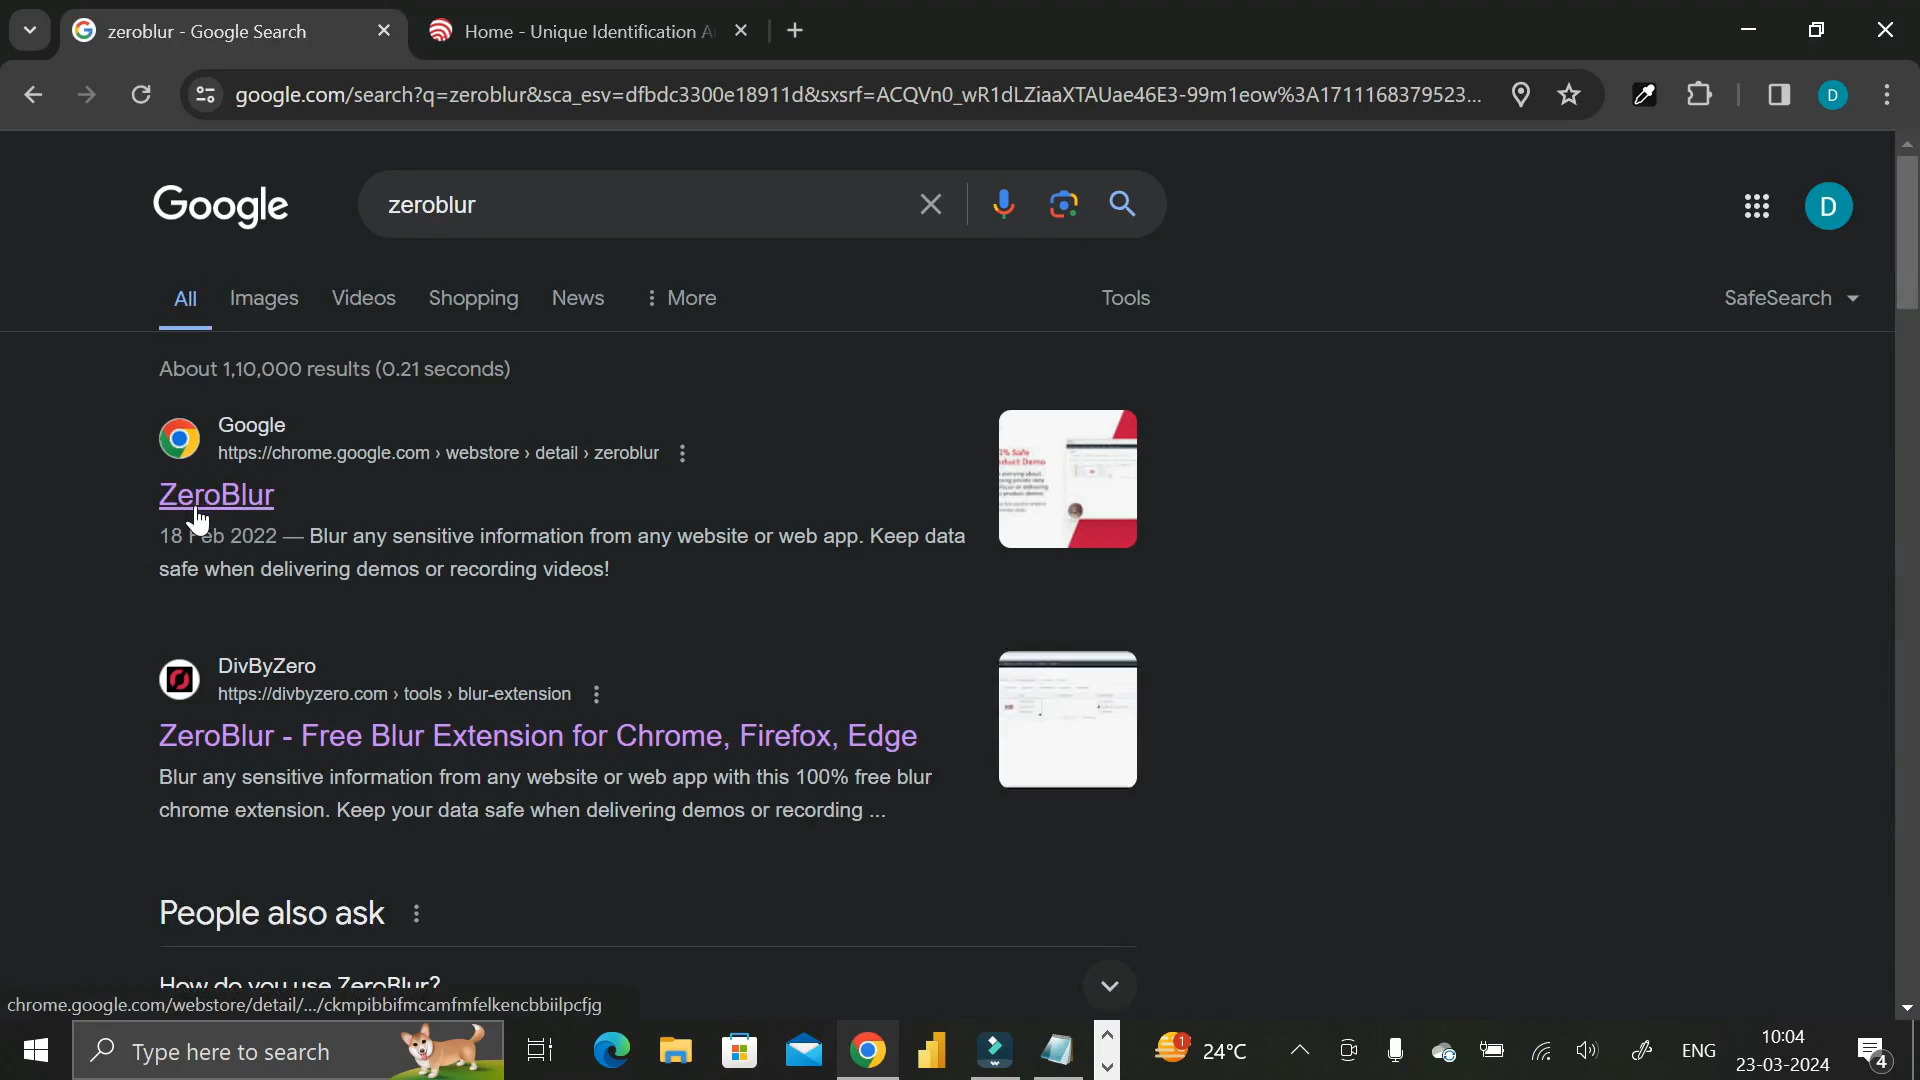 zeroblur - Google Search
Home - Unique Identification A
google.com/search?q=zeroblur&sca_esv=dfbdc3300e18911d&sxsrf=ACQVn0_wR1dLZiaaXTAUae46E3-99m1eow%3A1711168379523...
D
Google
zeroblur
D
All
Images
Videos
Shopping
News
More
Tools
SafeSearch
About 1,10,000 results (0.21 seconds)
Google
https://chrome.google.com › webstore › detail › zeroblur
ZeroBlur
18 Feb 2022 — Blur any sensitive information from any website or web app. Keep data
safe when delivering demos or recording videos!
DivByZero
https://divbyzero.com › tools › blur-extension
ZeroBlur - Free Blur Extension for Chrome, Firefox, Edge
Blur any sensitive information from any website or web app with this 100% free blur
chrome extension. Keep your data safe when delivering demos or recording ...
People also ask
How do you use ZeroBlur?
chrome.google.com/webstore/detail/.../ckmpibbifmcamfmfelkencbbiilpcfjg
Type here to search
1
24°C
ENG
10:04
23-03-2024
4